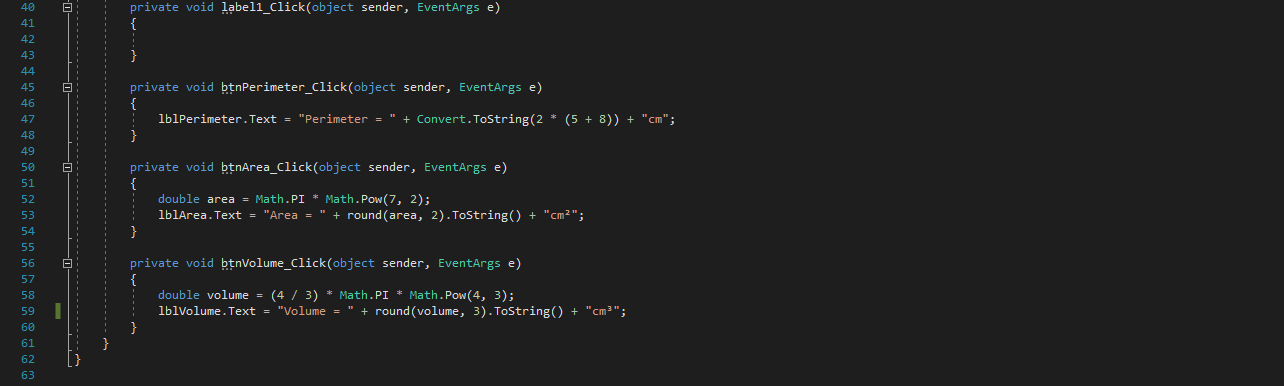 40 private void label1_Click(object sender, EventArgs e)
41 {
42
43 }
44
45 private void btnPerimeter_Click(object sender, EventArgs e)
46 {
47 lblPerimeter.Text = "Perimeter = " + Convert.ToString(2 * (5 + 8)) + "cm";
48 }
49
50 private void btnArea_Click(object sender, EventArgs e)
51 {
52 double area = Math.PI * Math.Pow(7, 2);
53 lblArea.Text = "Area = " + round(area, 2).ToString() + "cm²";
54 }
55
56 private void btnVolume_Click(object sender, EventArgs e)
57 {
58 double volume = (4 / 3) * Math.PI * Math.Pow(4, 3);
59 lblVolume.Text = "Volume = " + round(volume, 3).ToString() + "cm³";
60 }
61 }
62 }
63